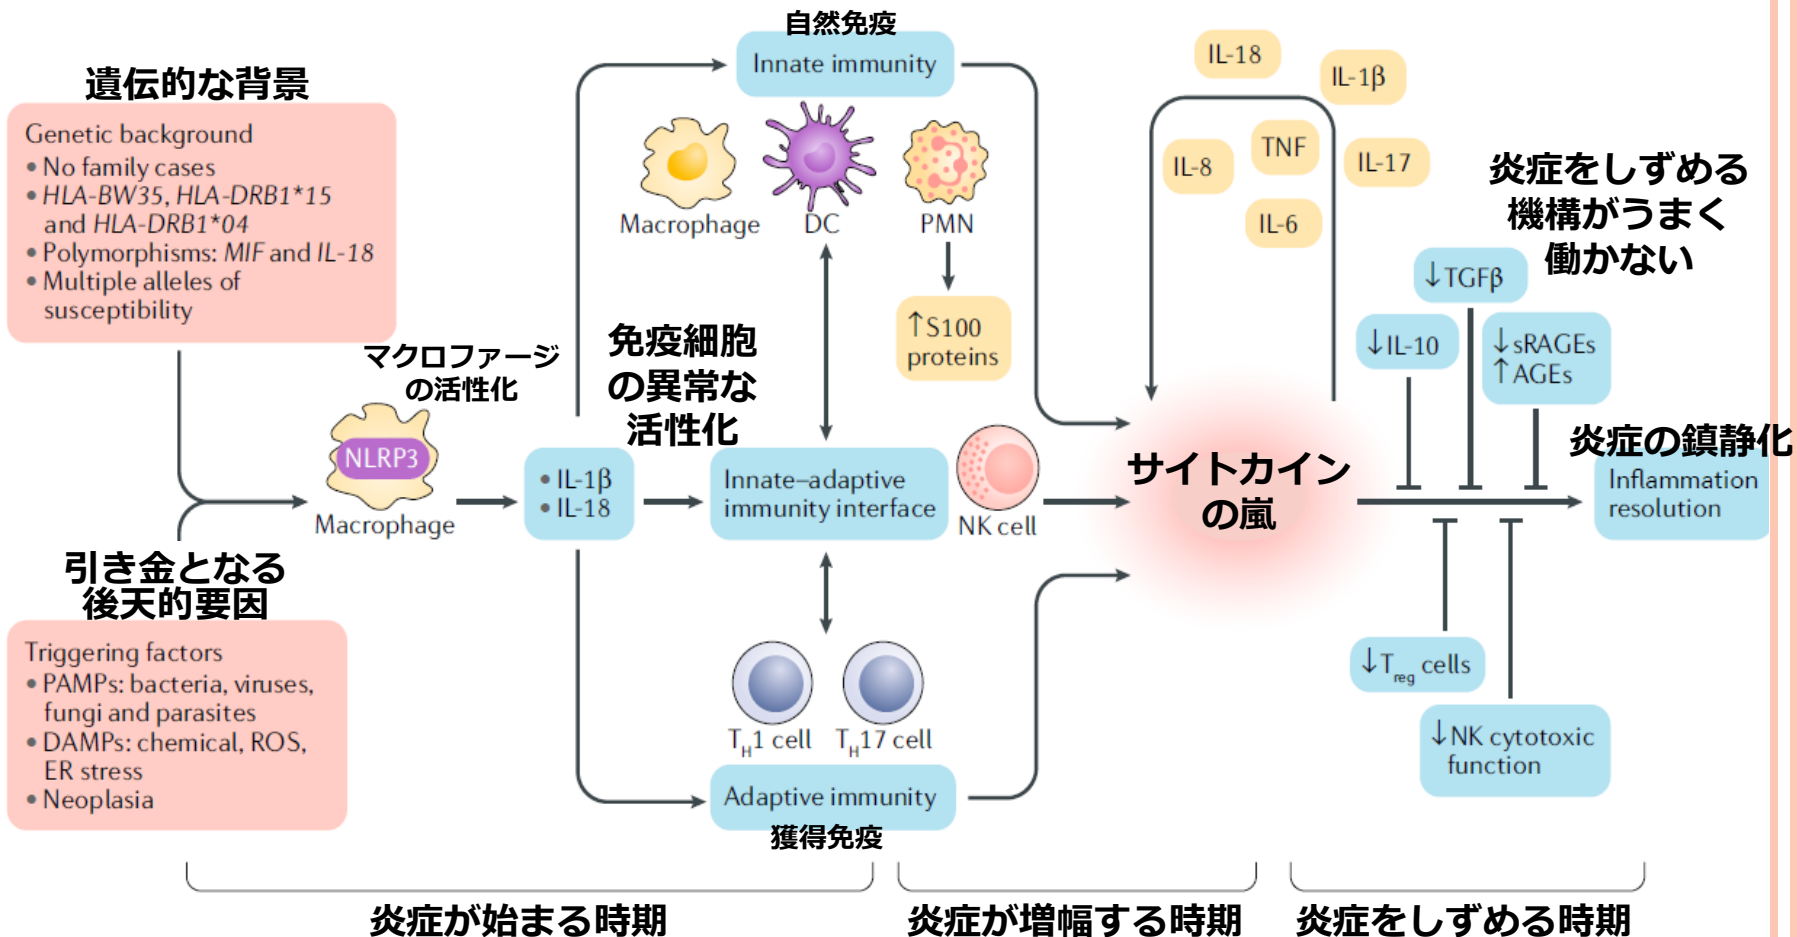 遺伝的な背景
Genetic background
• No family cases
• HLA-BW35, HLA-DRB1*15
and HLA-DRB1*04
• Polymorphisms: MIF and IL-18
• Multiple alleles of
susceptibility
引き金となる
後天的要因
Triggering factors
• PAMPs: bacteria, viruses,
fungi and parasites
• DAMPs: chemical, ROS,
ER stress
• Neoplasia
マクロファージ
の活性化
NLRP3
Macrophage
• IL-1β
• IL-18
自然免疫
Innate immunity
Macrophage
DC
PMN
↑S100
proteins
免疫細胞
の異常な
活性化
Innate–adaptive
immunity interface
NK cell
TH1 cell
TH17 cell
Adaptive immunity
獲得免疫
IL-18
IL-1β
IL-8
TNF
IL-17
IL-6
サイトカイン
の嵐
炎症をしずめる
機構がうまく
働かない
↓TGFβ
↓IL-10
↓sRAGEs
↑AGEs
炎症の鎮静化
Inflammation
resolution
↓Treg cells
↓NK cytotoxic
function
炎症が始まる時期
炎症が増幅する時期
炎症をしずめる時期